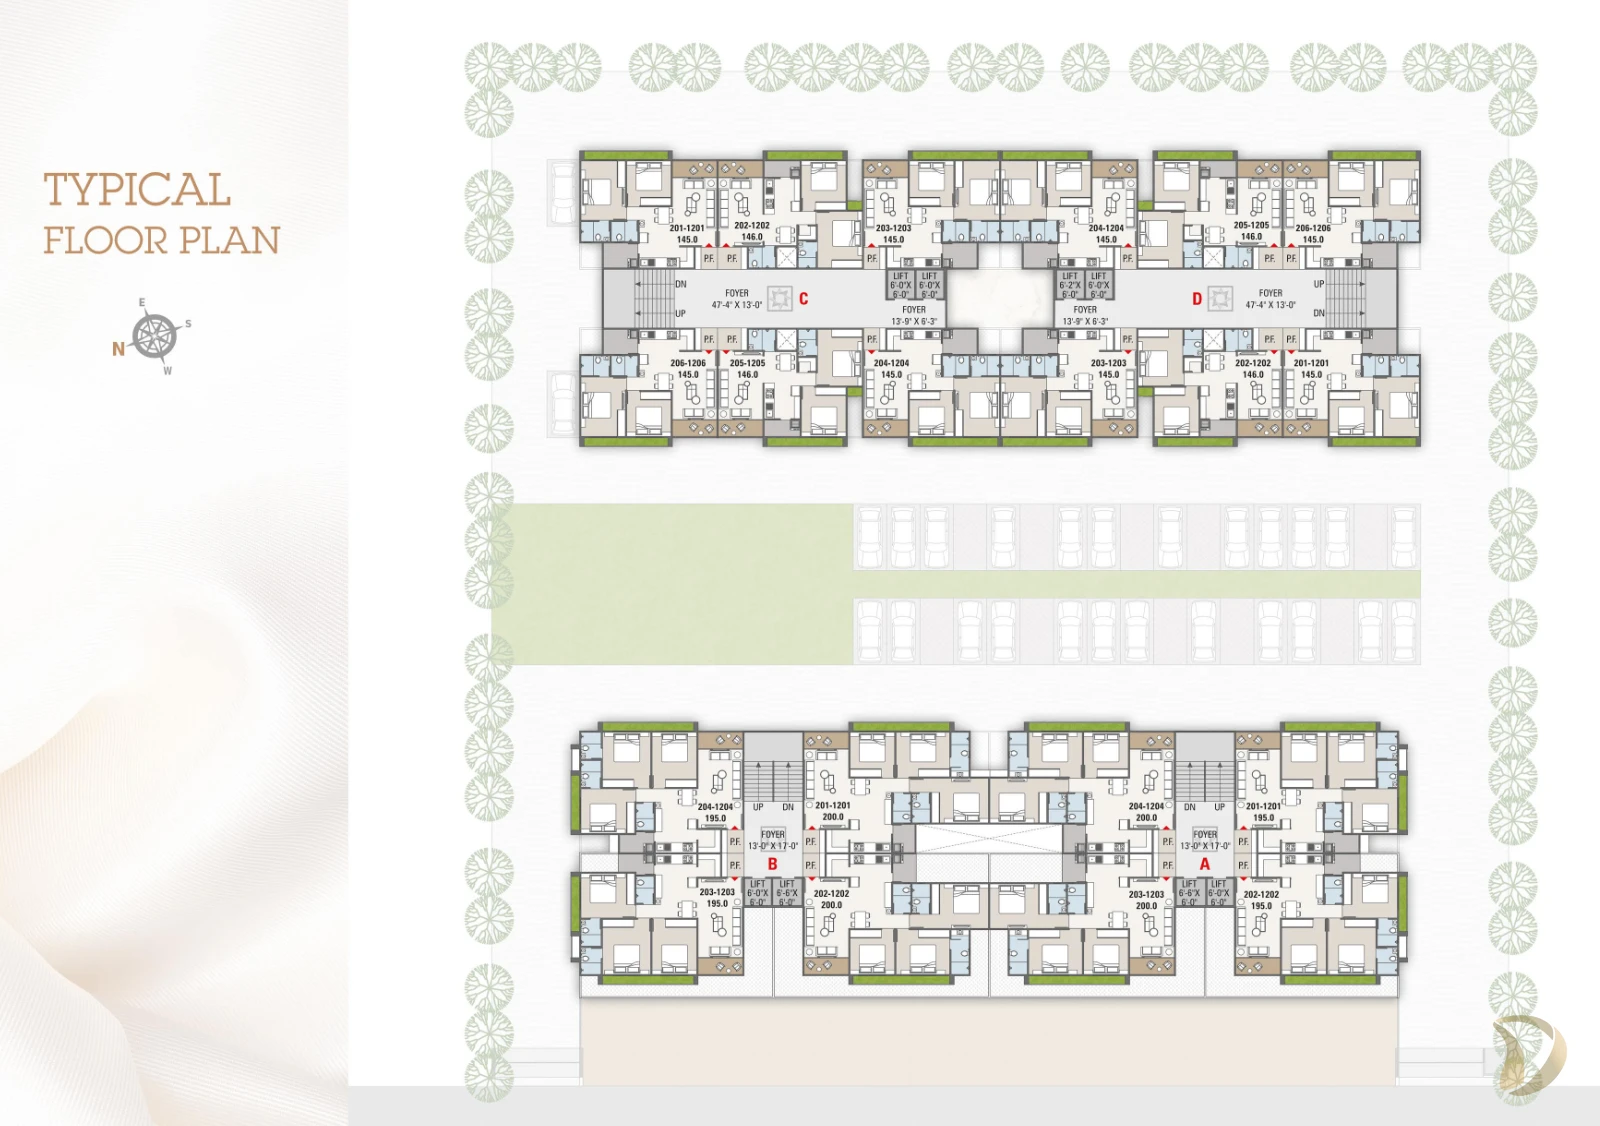 TYPICAL
FLOOR PLAN
E
S
N
W
201-1201
145.0
202-1202
146.0
203-1203
145.0
204-1204
145.0
205-1205
146.0
206-1206
145.0
P.F.
P.F.
P.F.
P.F.
P.F.
P.F.
DN
UP
FOYER
47'-4" X 13'-0"
C
LIFT
6'-0"X
6'-0"
LIFT
6'-0"X
6'-0"
FOYER
13'-9" X 6'-3"
LIFT
6'-2"X
6'-0"
LIFT
6'-0"X
6'-0"
FOYER
13'-9" X 6'-3"
D
FOYER
47'-4" X 13'-0"
UP
DN
P.F.
P.F.
P.F.
P.F.
P.F.
P.F.
206-1206
145.0
205-1205
146.0
204-1204
145.0
203-1203
145.0
202-1202
146.0
201-1201
145.0
204-1204
195.0
UP
DN
201-1201
200.0
204-1204
200.0
DN
UP
201-1201
195.0
P.F.
FOYER
13'-0" X 17'-0"
P.F.
P.F.
FOYER
13'-0" X 17'-0"
P.F.
P.F.
B
P.F.
P.F.
A
P.F.
203-1203
195.0
LIFT
6'-0"X
6'-0"
LIFT
6'-6"X
6'-0"
202-1202
200.0
203-1203
200.0
LIFT
6'-6"X
6'-0"
LIFT
6'-0"X
6'-0"
202-1202
195.0